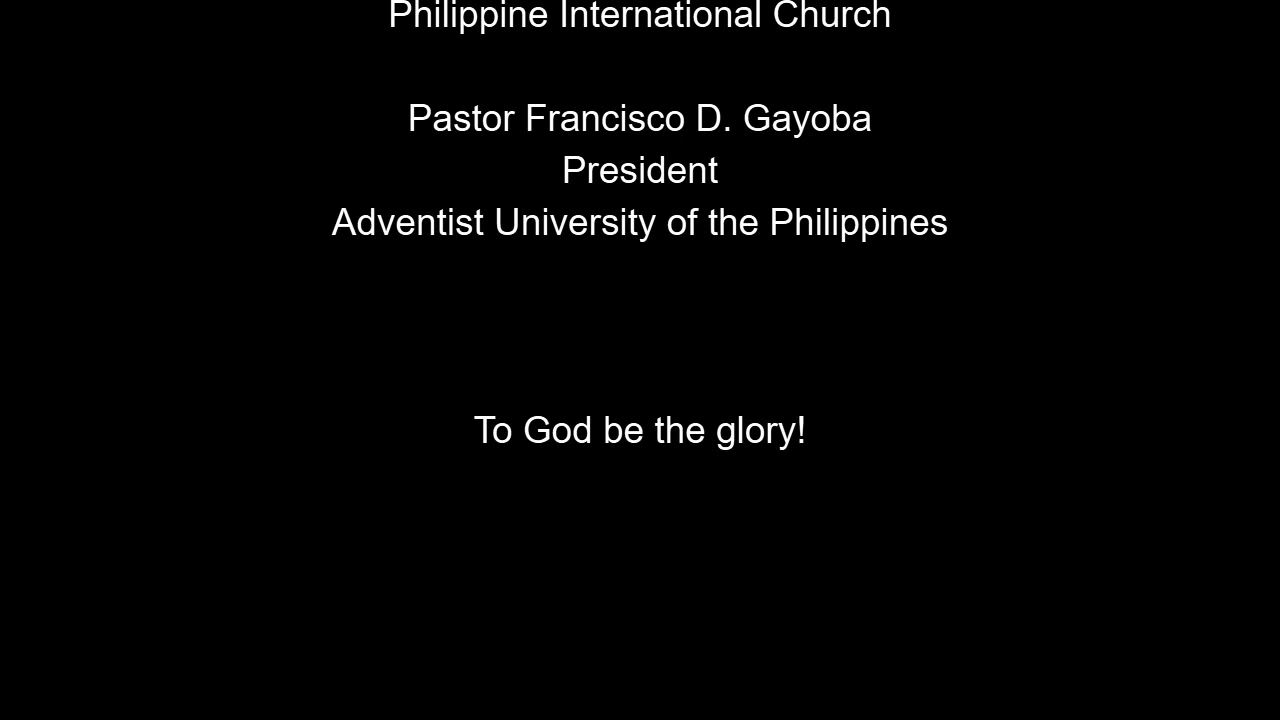 Philippine International Church
Pastor Francisco D. Gayoba
President
Adventist University of the Philippines
To God be the glory!